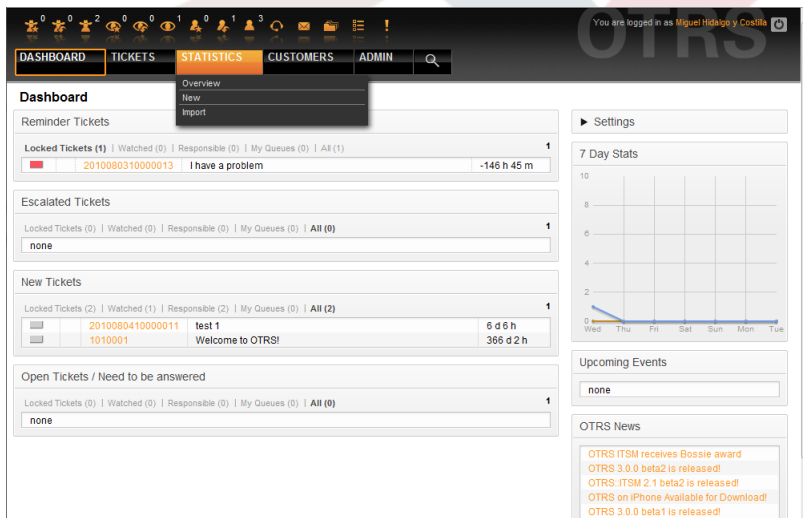 0 0 2 0 0 1 0 1 3
You are logged in as Miguel Hidalgo y Costilla
OTRS
DASHBOARD TICKETS STATISTICS CUSTOMERS ADMIN
Overview
New
Import
Dashboard
Reminder Tickets
Locked Tickets (1) | Watched (0) | Responsible (0) | My Queues (0) | All (1) 1
2010080310000013 I have a problem -146 h 45 m
Escalated Tickets
Locked Tickets (0) | Watched (0) | Responsible (0) | My Queues (0) | All (0) 1
none
New Tickets
Locked Tickets (2) | Watched (1) | Responsible (2) | My Queues (0) | All (2) 1
2010080410000011 test 1 6 d 6 h
1010001 Welcome to OTRS! 366 d 2 h
Open Tickets / Need to be answered
Locked Tickets (0) | Watched (0) | Responsible (0) | My Queues (0) | All (0) 1
none
Settings
7 Day Stats
10
8
6
4
2
0
Wed Thu Fri Sat Sun Mon Tue
Upcoming Events
none
OTRS News
OTRS ITSM receives Bossie award
OTRS 3.0.0 beta2 is released!
OTRS::ITSM 2.1 beta2 is released!
OTRS on iPhone Available for Download!
OTRS 3.0.0 beta1 is released!